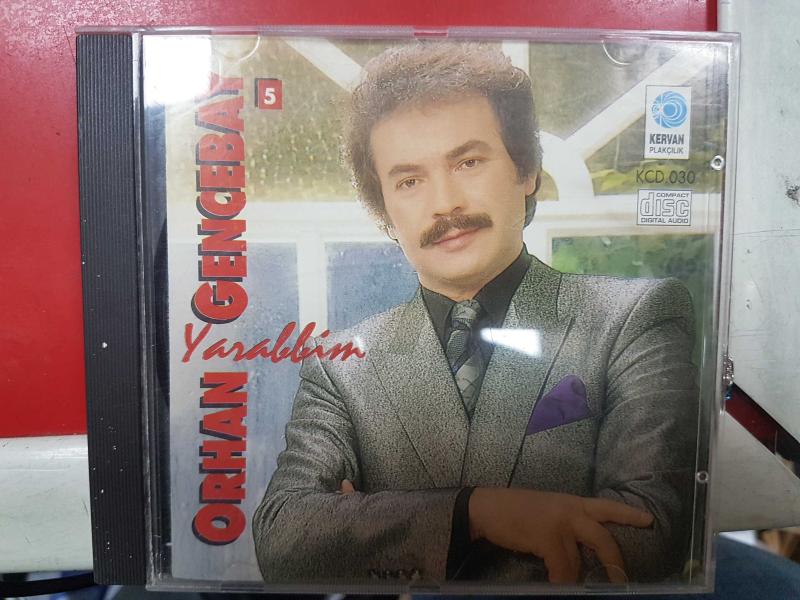 ORHAN GENCEBAY
5
Yarabbim
KERVAN
PLAKÇILIK
KCD.030
COMPACT
disc
DIGITAL AUDIO